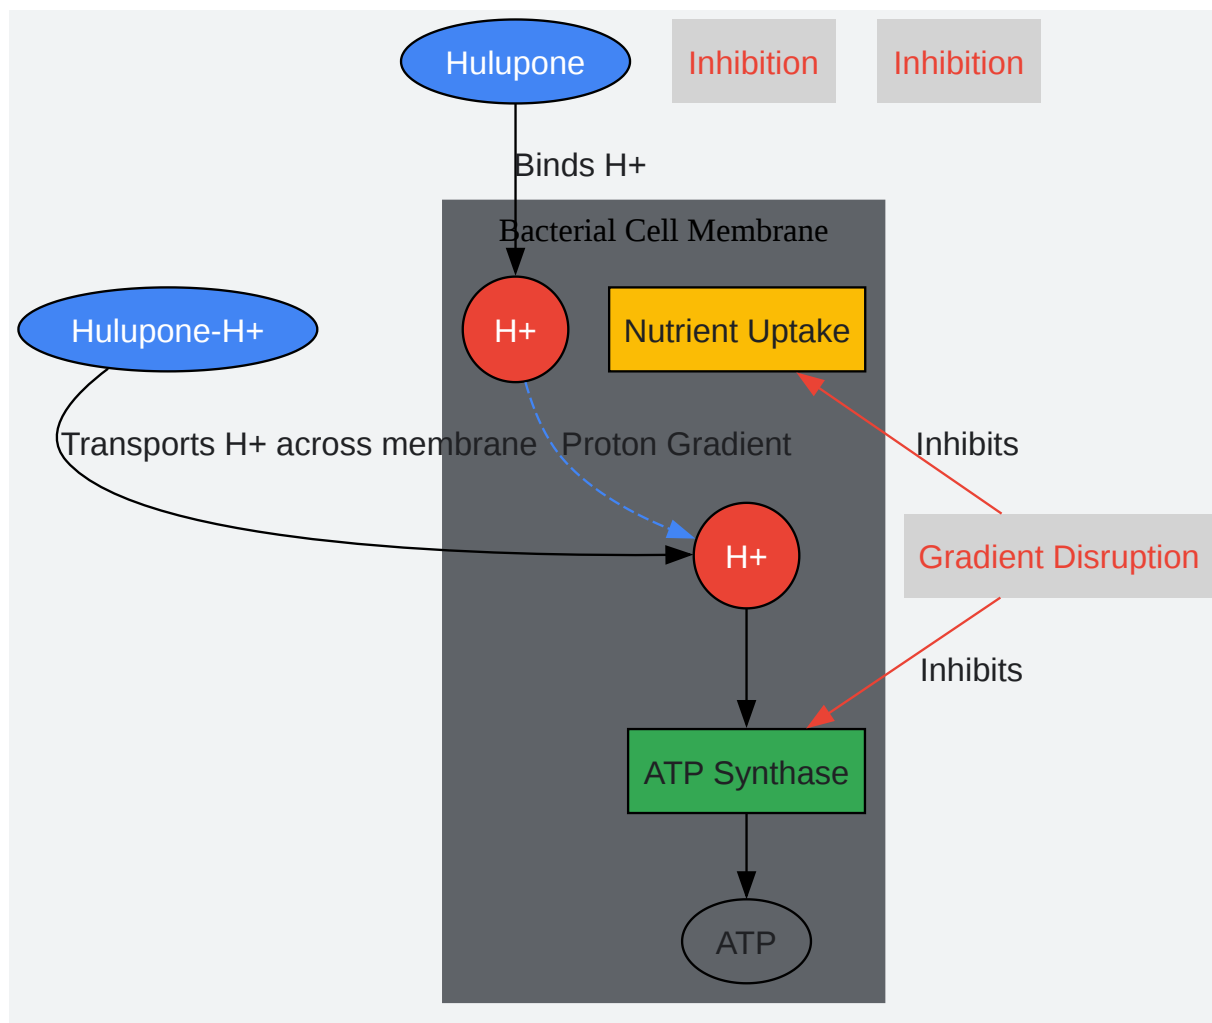 Hulupone
Inhibition
Inhibition
Binds H+
Bacterial Cell Membrane
Hulupone-H+
H+
Nutrient Uptake
Transports H+ across membrane
Proton Gradient
Inhibits
H+
Gradient Disruption
Inhibits
ATP Synthase
ATP